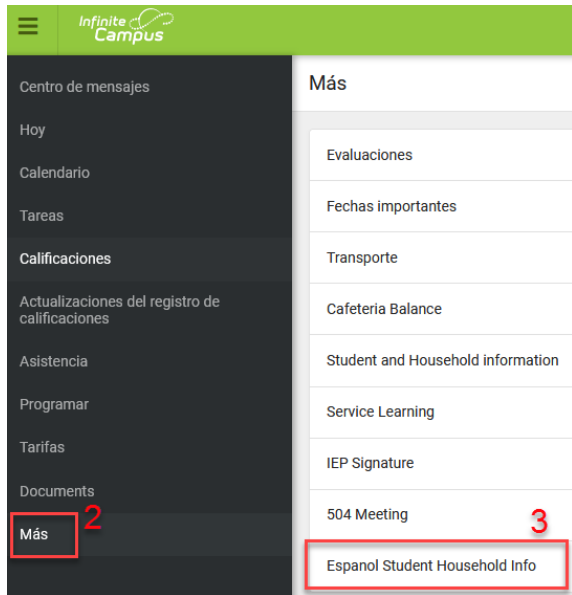 Infinite
Campus
Centro de mensajes
Hoy
Calendario
Tareas
Calificaciones
Actualizaciones del registro de
calificaciones
Asistencia
Programar
Tarifas
Documents
Más
2
Más
Evaluaciones
Fechas importantes
Transporte
Cafeteria Balance
Student and Household information
Service Learning
IEP Signature
504 Meeting
3
Espanol Student Household Info